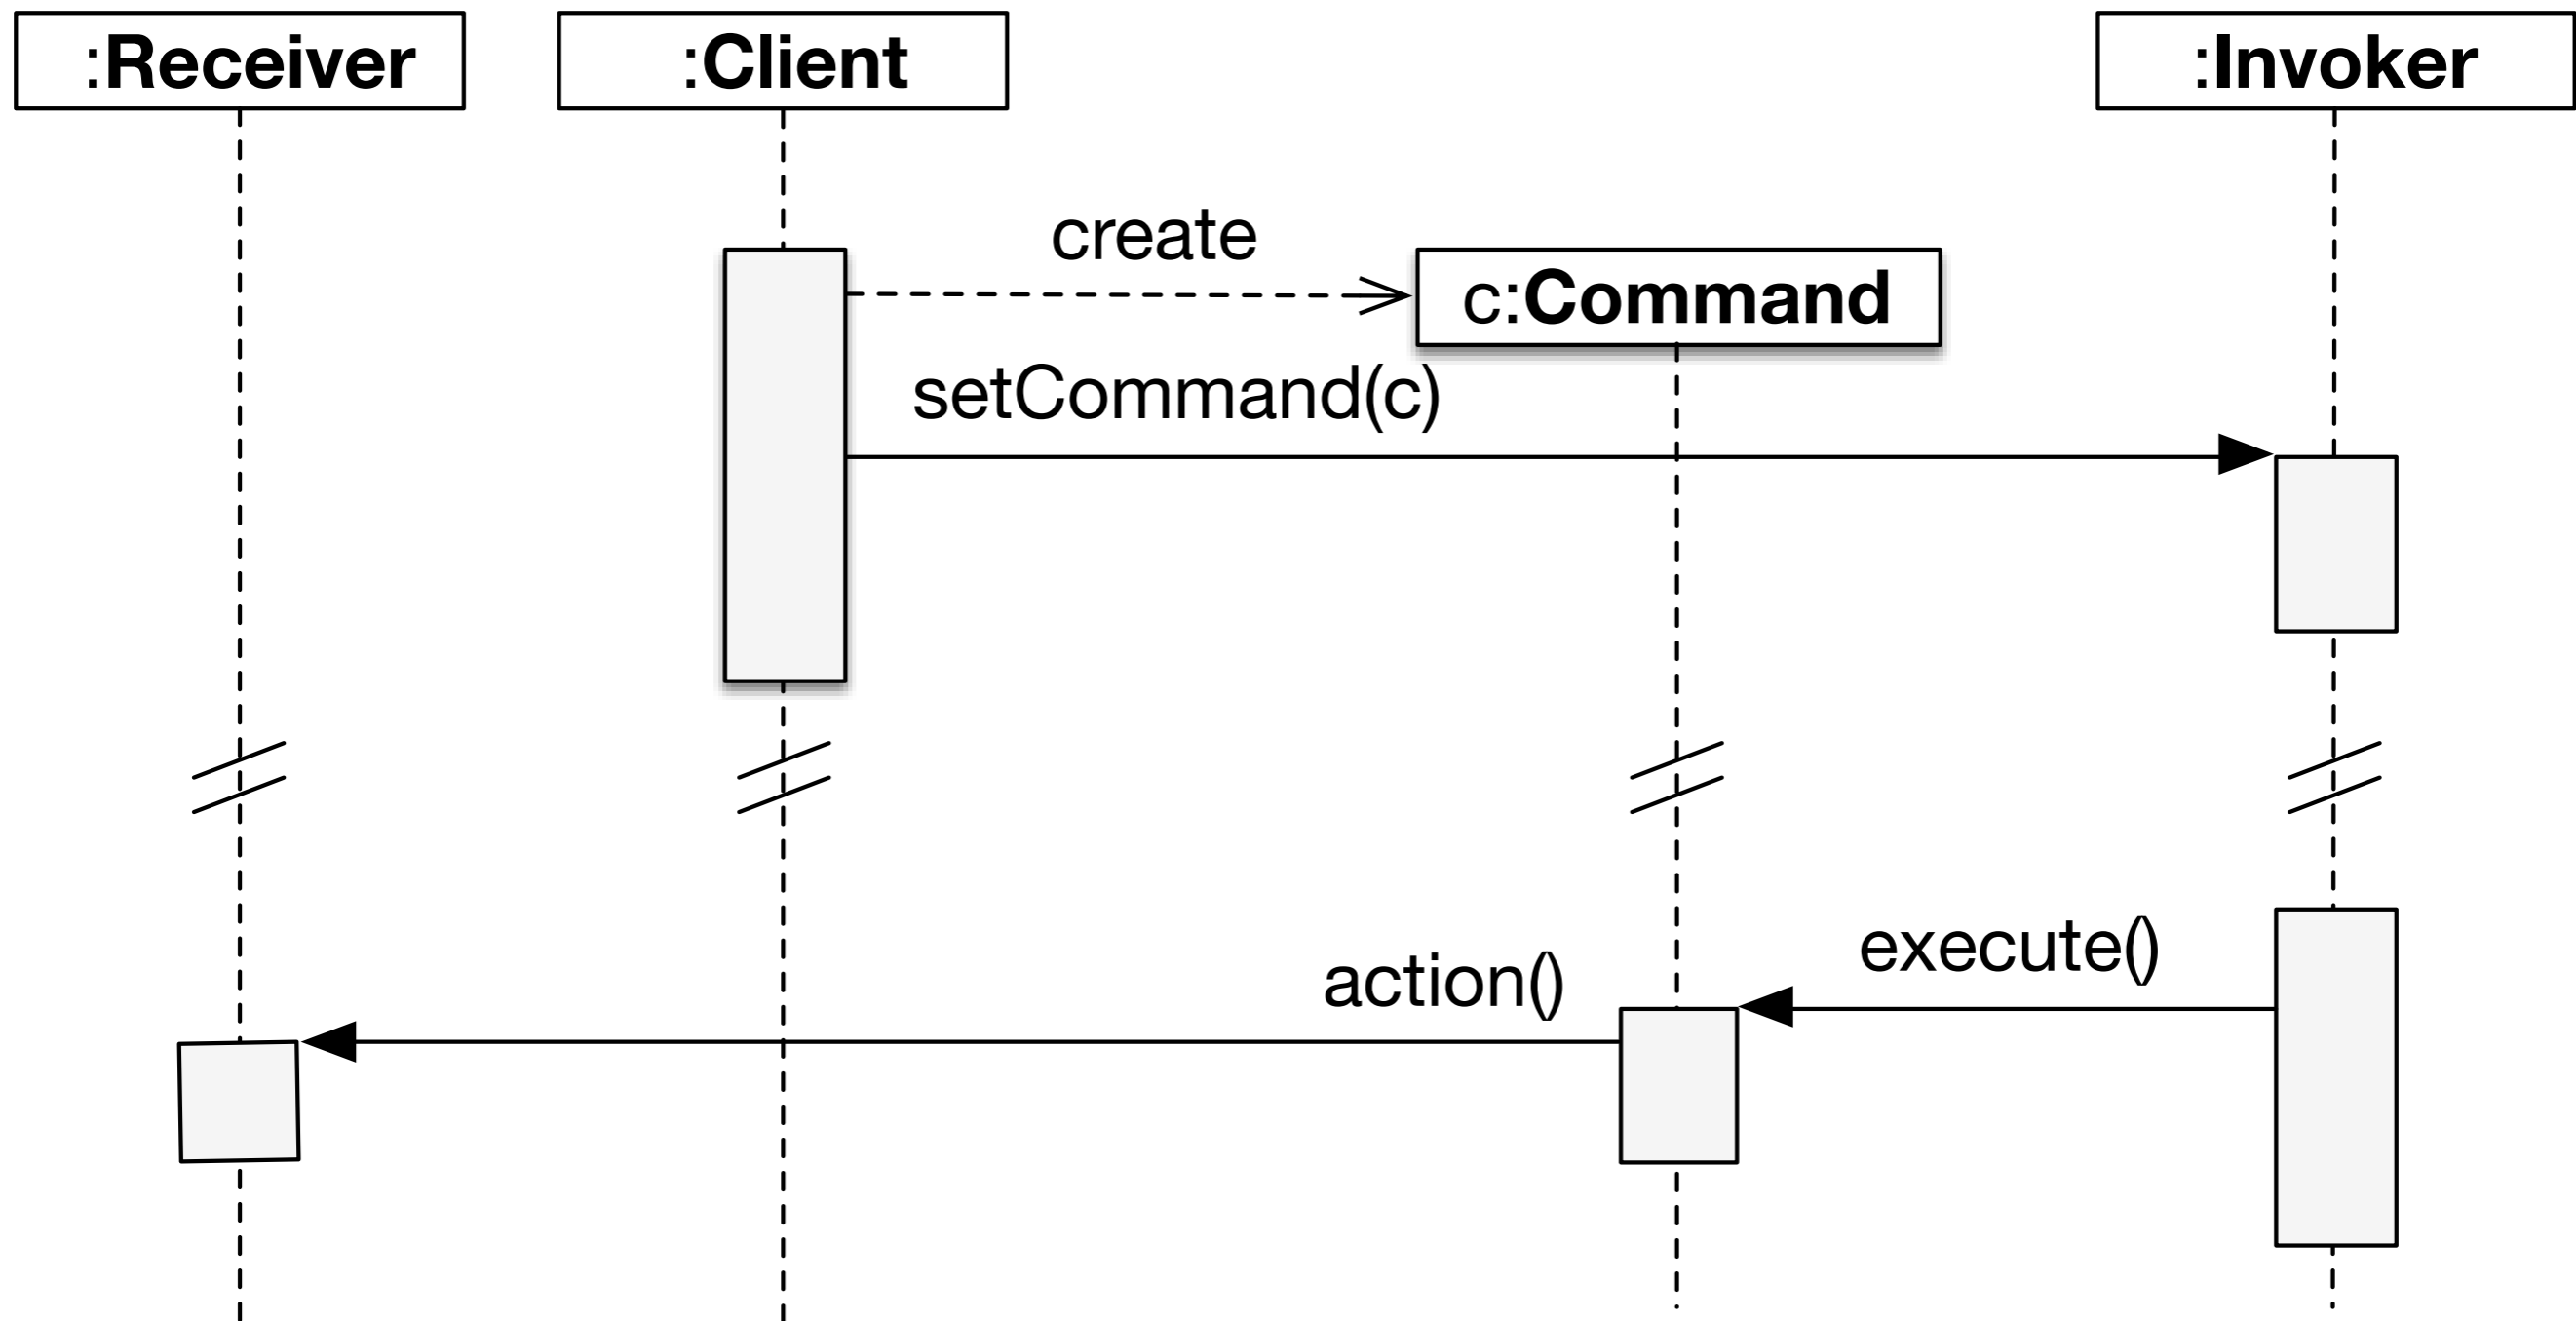 :Receiver
:Client
:Invoker
create
c:Command
setCommand(c)
execute()
action()